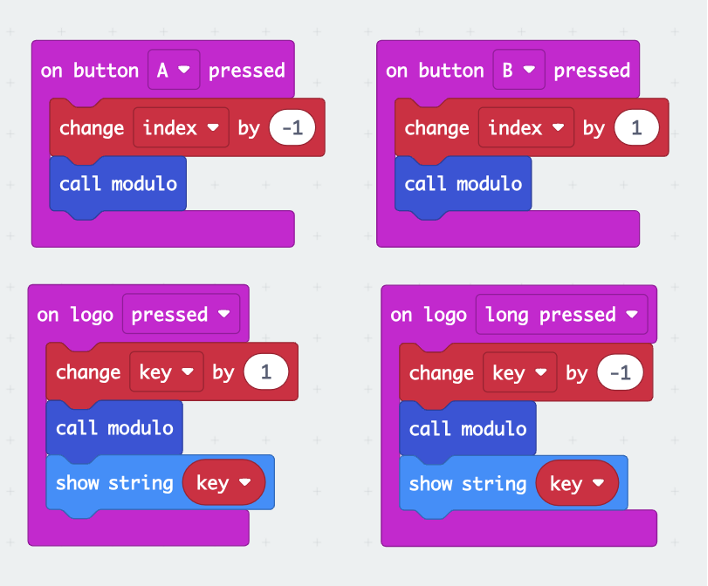 on button A pressed
change index by -1
call modulo
on button B pressed
change index by 1
call modulo
on logo pressed
change key by 1
call modulo
show string key
on logo long pressed
change key by -1
call modulo
show string key